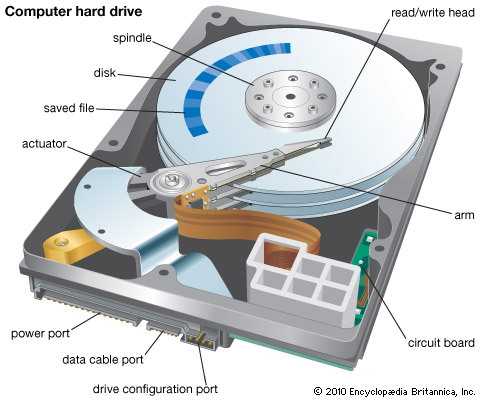 Computer hard drive
read/write head
spindle
disk
saved file
actuator
arm
power port
data cable port
drive configuration port
circuit board
© 2010 Encyclopædia Britannica, Inc.